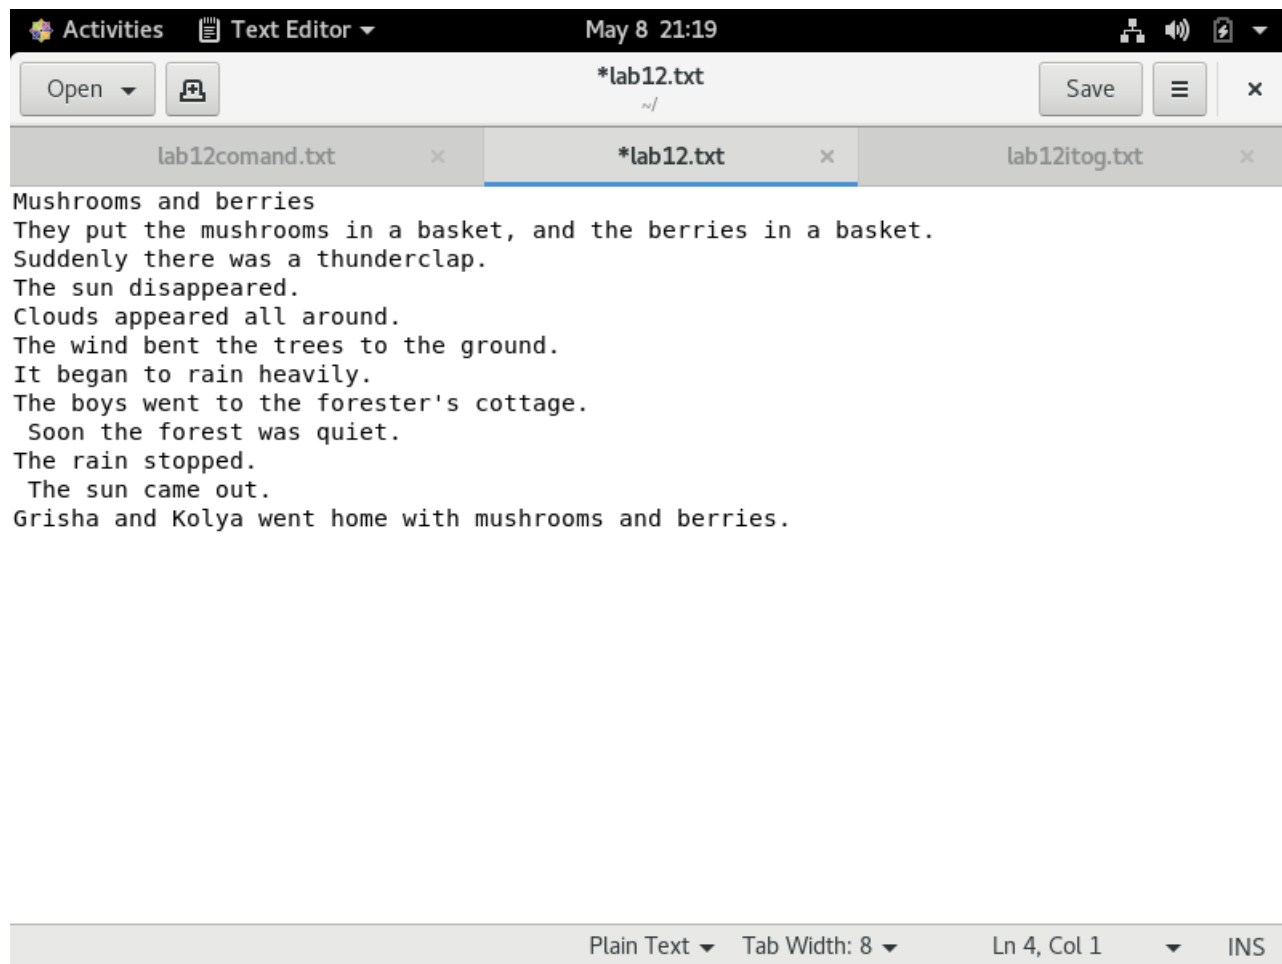 Activities Text Editor May 8 21:19
Open *lab12.txt Save
~/
lab12comand.txt *lab12.txt lab12itog.txt
Mushrooms and berries
They put the mushrooms in a basket, and the berries in a basket.
Suddenly there was a thunderclap.
The sun disappeared.
Clouds appeared all around.
The wind bent the trees to the ground.
It began to rain heavily.
The boys went to the forester's cottage.
 Soon the forest was quiet.
The rain stopped.
 The sun came out.
Grisha and Kolya went home with mushrooms and berries.
Plain Text Tab Width: 8 Ln 4, Col 1 INS